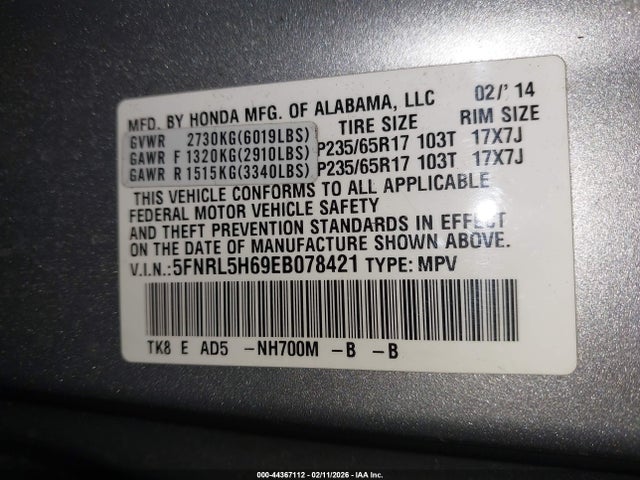 MFD. BY HONDA MFG. OF ALABAMA, LLC 02/' 14
TIRE SIZE RIM SIZE
GVWR 2730KG(6019LBS)
GAWR F 1320KG(2910LBS) P235/65R17 103T 17X7J
GAWR R 1515KG(3340LBS) P235/65R17 103T 17X7J
THIS VEHICLE CONFORMS TO ALL APPLICABLE
FEDERAL MOTOR VEHICLE SAFETY
AND THEFT PREVENTION STANDARDS IN EFFECT
ON THE DATE OF MANUFACTURE SHOWN ABOVE.
V.I.N.:5FNRL5H69EB078421 TYPE: MPV
TK8 E AD5 -NH700M -B -B
000-44367112 - 02/11/2026 - IAA Inc.